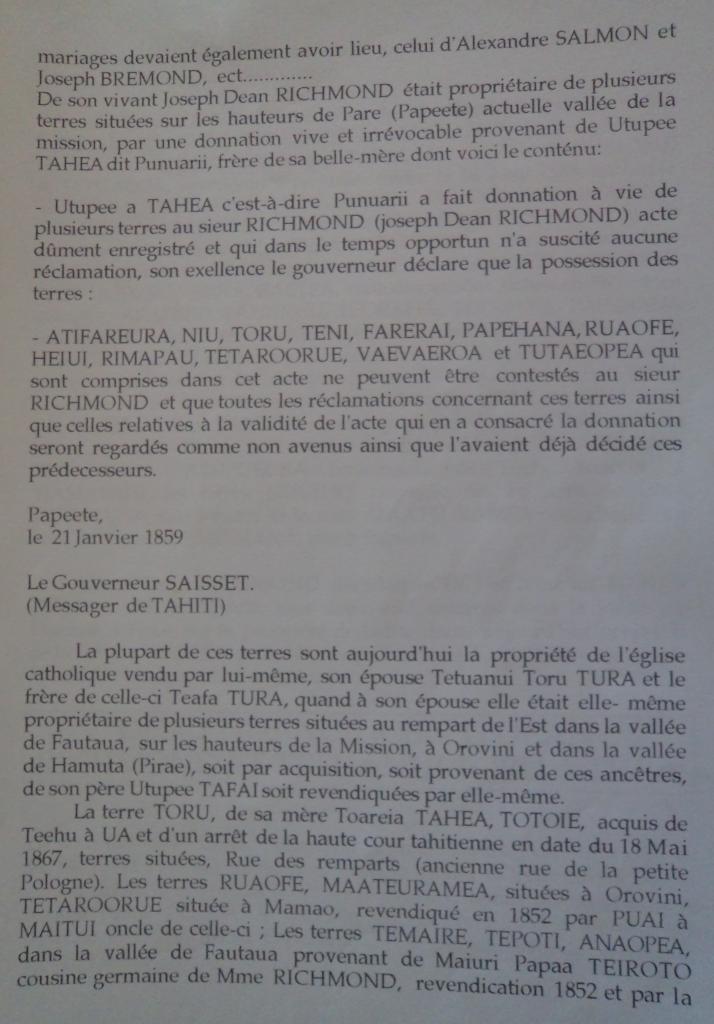 mariages devaient également avoir lieu, celui d'Alexandre SALMON et
Joseph BREMOND, ect.............
De son vivant Joseph Dean RICHMOND était propriétaire de plusieurs
terres situées sur les hauteurs de Pare (Papeete) actuelle vallée de la
mission, par une donnation vive et irrévocable provenant de Utupee
TAHEA dit Punuarii, frère de sa belle-mère dont voici le conténu:
- Utupee a TAHEA c'est-à-dire Punuarii a fait donnation à vie de
plusieurs terres au sieur RICHMOND (joseph Dean RICHMOND) acte
dûment enregistré et qui dans le temps opportun n'a suscité aucune
réclamation, son exellence le gouverneur déclare que la possession des
terres :
- ATIFAREURA, NIU, TORU, TENI, FARERAI, PAPEHANA, RUAOFE,
HEIUI, RIMAPAU, TETAROORUE, VAEVAEROA et TUTAEOPEA qui
sont comprises dans cet acte ne peuvent être contestés au sieur
RICHMOND et que toutes les réclamations concernant ces terres ainsi
que celles relatives à la validité de l'acte qui en a consacré la donnation
seront regardés comme non avenus ainsi que l'avaient déjà décidé ces
prédecesseurs.
Papeete,
le 21 Janvier 1859
Le Gouverneur SAISSET.
(Messager de TAHITI)
La plupart de ces terres sont aujourd'hui la propriété de l'église
catholique vendu par lui-même, son épouse Tetuanui Toru TURA et le
frère de celle-ci Teafa TURA, quand à son épouse elle était elle- même
propriétaire de plusieurs terres situées au rempart de l'Est dans la vallée
de Fautaua, sur les hauteurs de la Mission, à Orovini et dans la vallée
de Hamuta (Pirae), soit par acquisition, soit provenant de ces ancêtres,
de son père Utupee TAFAI soit revendiquées par elle-même.
La terre TORU, de sa mère Toareia TAHEA, TOTOIE, acquis de
Teehu à UA et d'un arrêt de la haute cour tahitienne en date du 18 Mai
1867, terres situées, Rue des remparts (ancienne rue de la petite
Pologne). Les terres RUAOFE, MAATEURAMEA, situées à Orovini,
TETAROORUE située à Mamao, revendiqué en 1852 par PUAI à
MAITUI oncle de celle-ci ; Les terres TEMAIRE, TEPOTI, ANAOPEA,
dans la vallée de Fautaua provenant de Maiuri Papaa TEIROTO
cousine germaine de Mme RICHMOND, revendication 1852 et par la